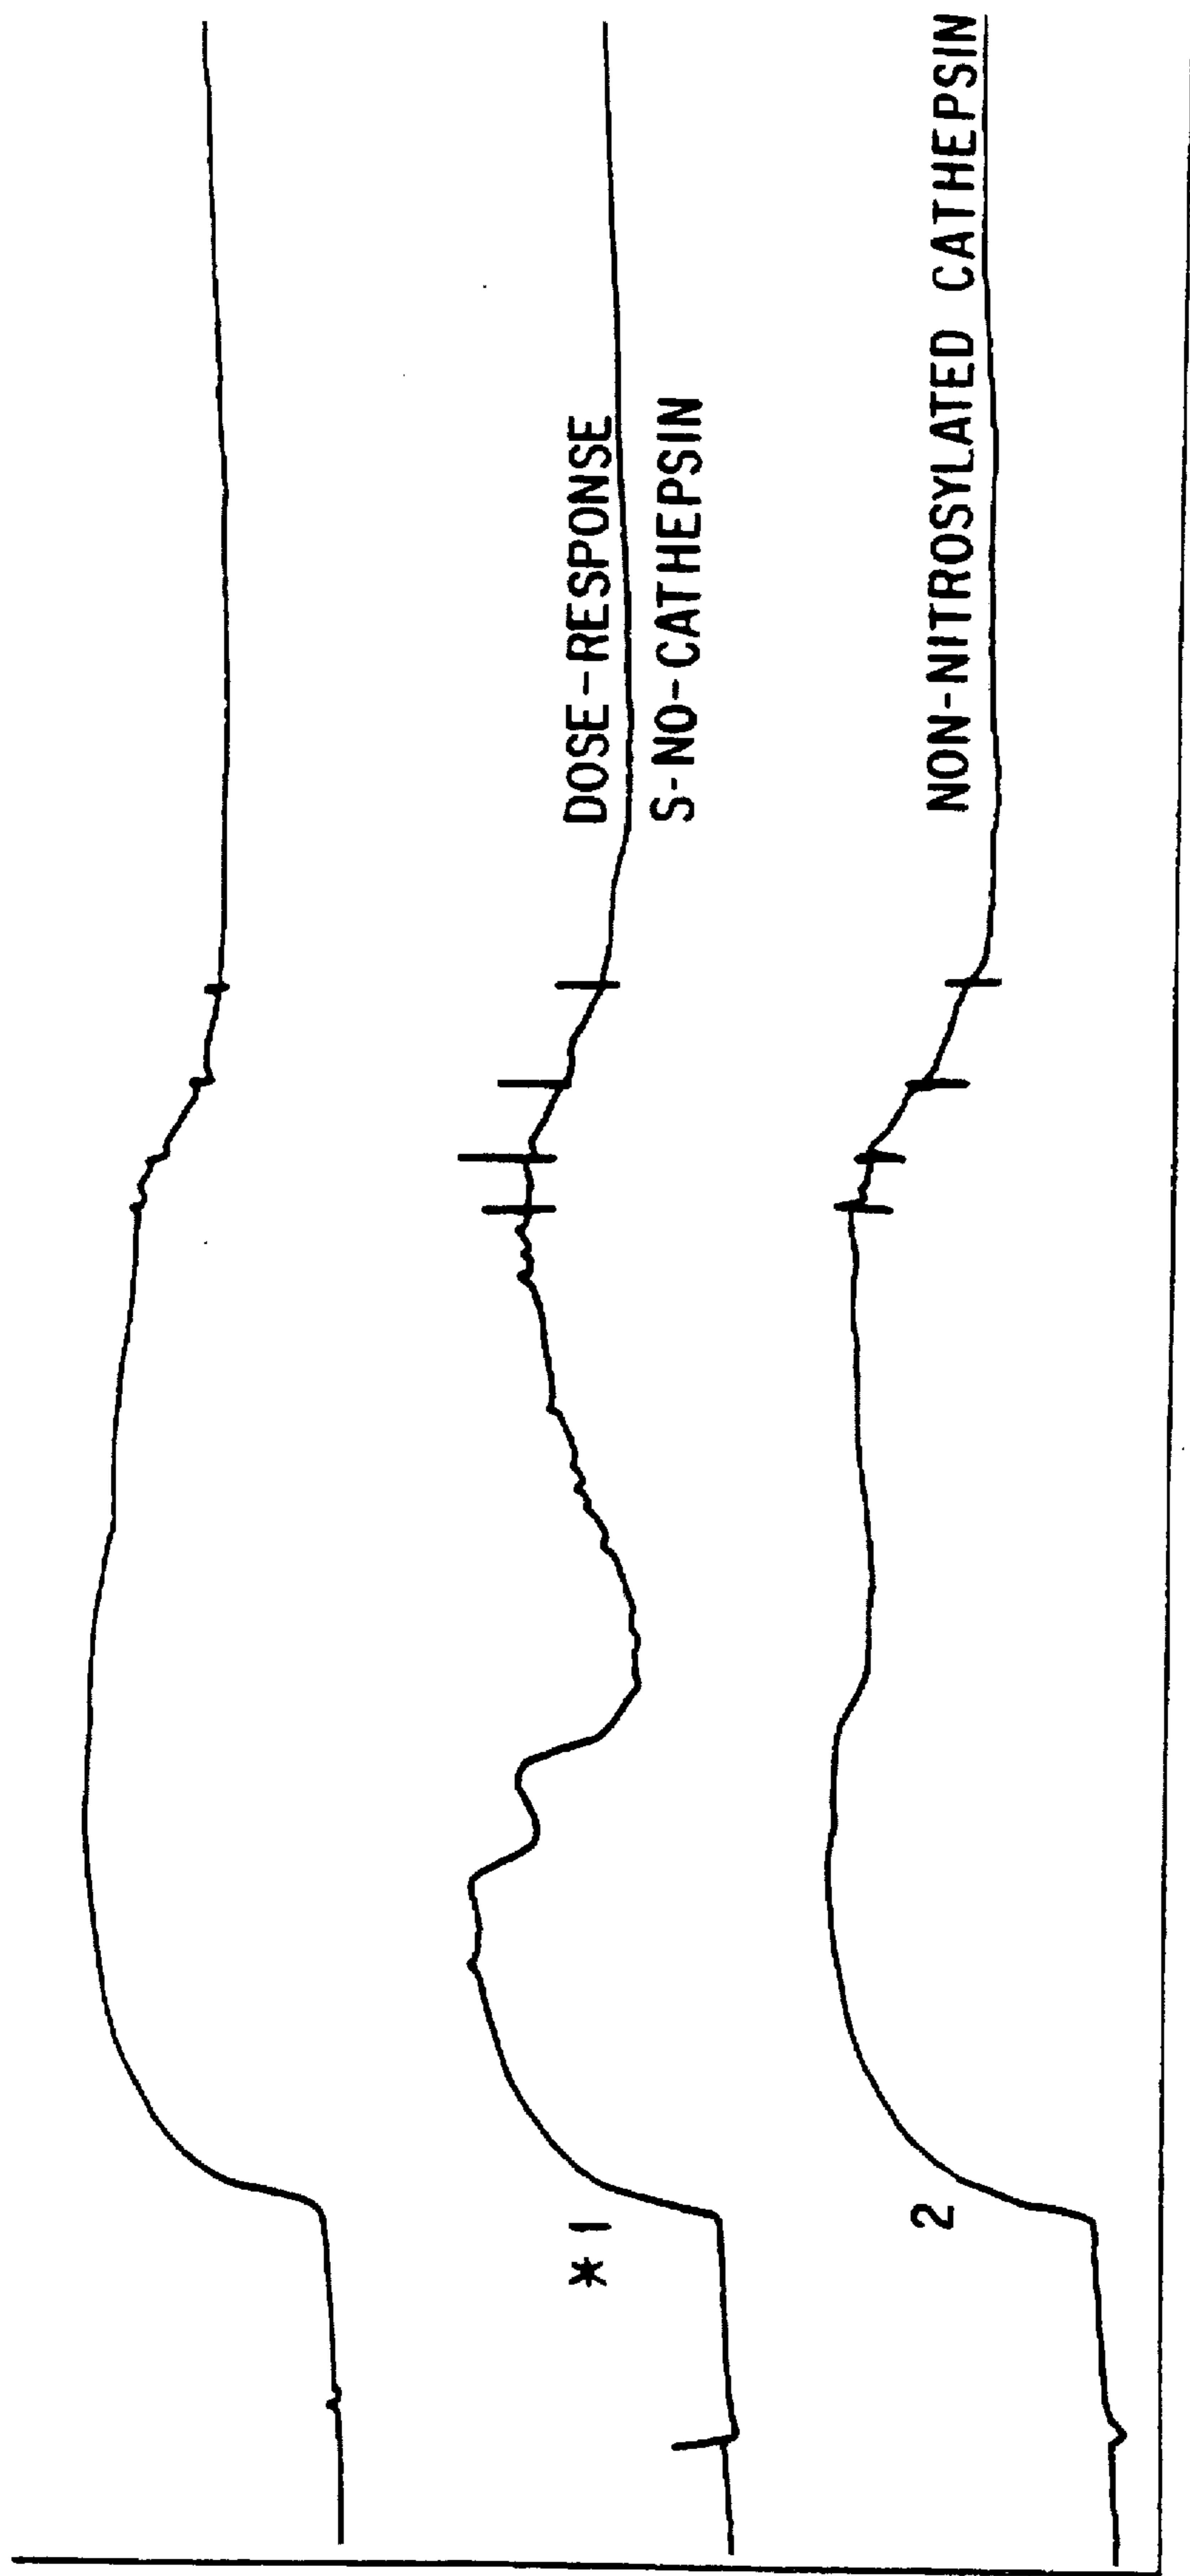 DOSE-RESPONSE
S-NO-CATHEPSIN
* 1
NON-NITROSYLATED CATHEPSIN
2